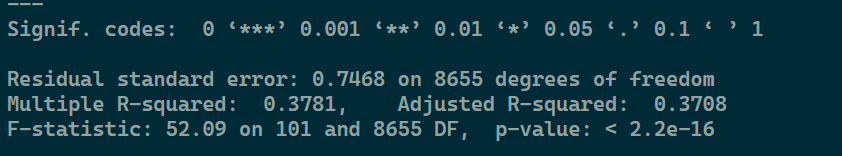 ---
Signif. codes:  0 ‘***’ 0.001 ‘**’ 0.01 ‘*’ 0.05 ‘.’ 0.1 ‘ ’ 1
Residual standard error: 0.7468 on 8655 degrees of freedom
Multiple R-squared:  0.3781,    Adjusted R-squared:  0.3708
F-statistic: 52.09 on 101 and 8655 DF,  p-value: < 2.2e-16